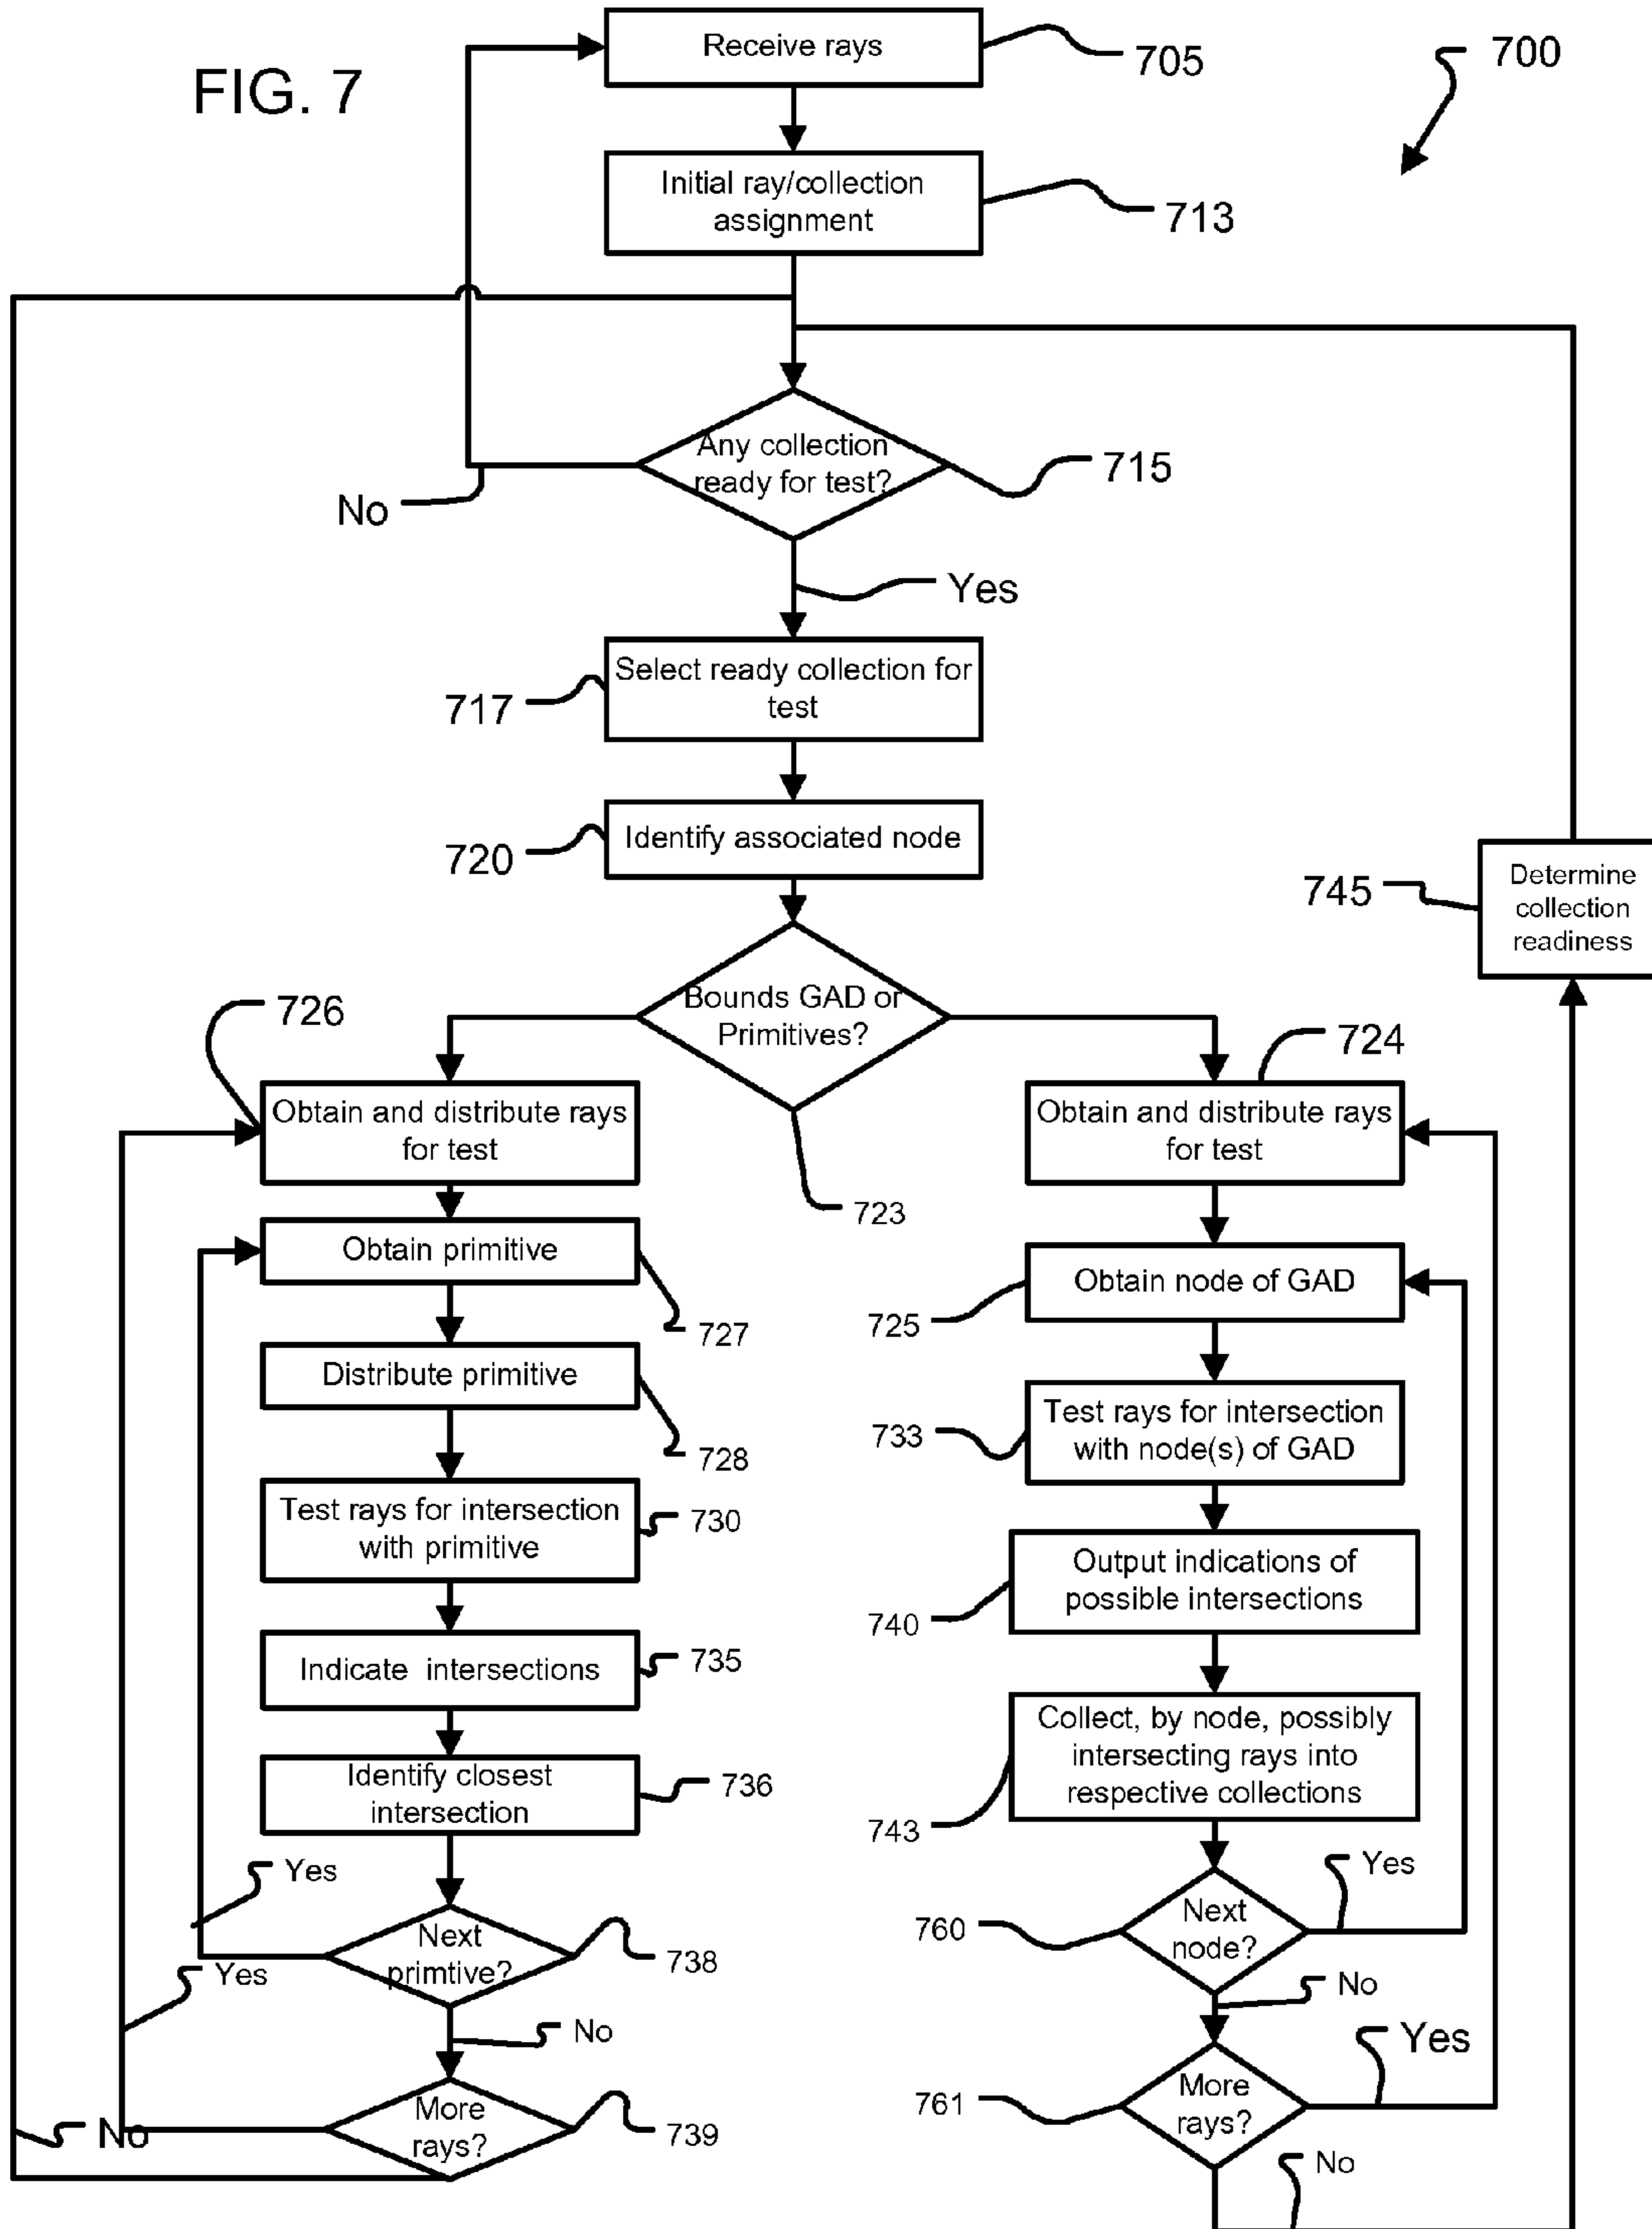 FIG. 7
Receive rays
705
700
Initial ray/collection
assignment
713
Any collection
ready for test?
715
No
Yes
Select ready collection for
test
717
Identify associated node
720
Determine
collection
readiness
745
Bounds GAD or
Primitives?
723
726
Obtain and distribute rays
for test
724
Obtain and distribute rays
for test
Obtain primitive
727
Obtain node of GAD
725
Distribute primitive
728
Test rays for intersection
with node(s) of GAD
733
Test rays for intersection
with primitive
730
Output indications of
possible intersections
740
Indicate intersections
735
Collect, by node, possibly
intersecting rays into
respective collections
743
Identify closest
intersection
736
Yes
Next
primtive?
738
Yes
No
Next
node?
760
Yes
No
More
rays?
739
No
More
rays?
761
Yes
No